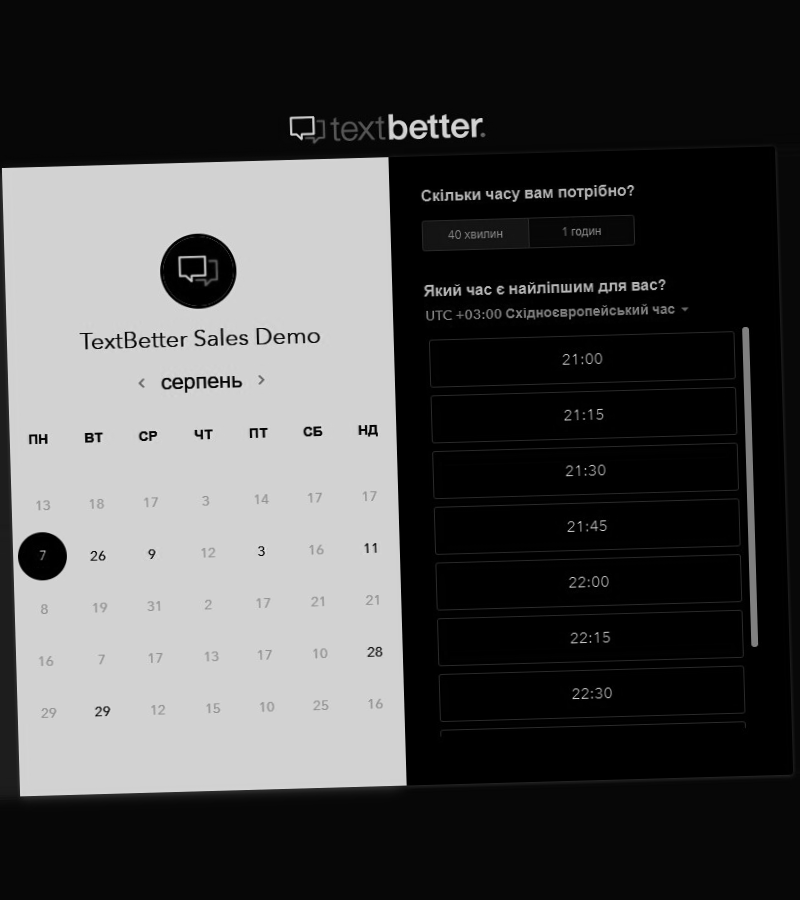 textbetter.
TextBetter Sales Demo
серпень
ПН ВТ СР ЧТ ПТ СБ НД
13 18 17 3 14 17 17
7 26 9 12 3 16 11
8 19 31 2 17 21 21
16 7 17 13 17 10 28
29 29 12 15 10 25 16
Скільки часу вам потрібно?
40 хвилин 1 годин
Який час є найліпшим для вас?
UTC +03:00 Східноєвропейський час
21:00
21:15
21:30
21:45
22:00
22:15
22:30